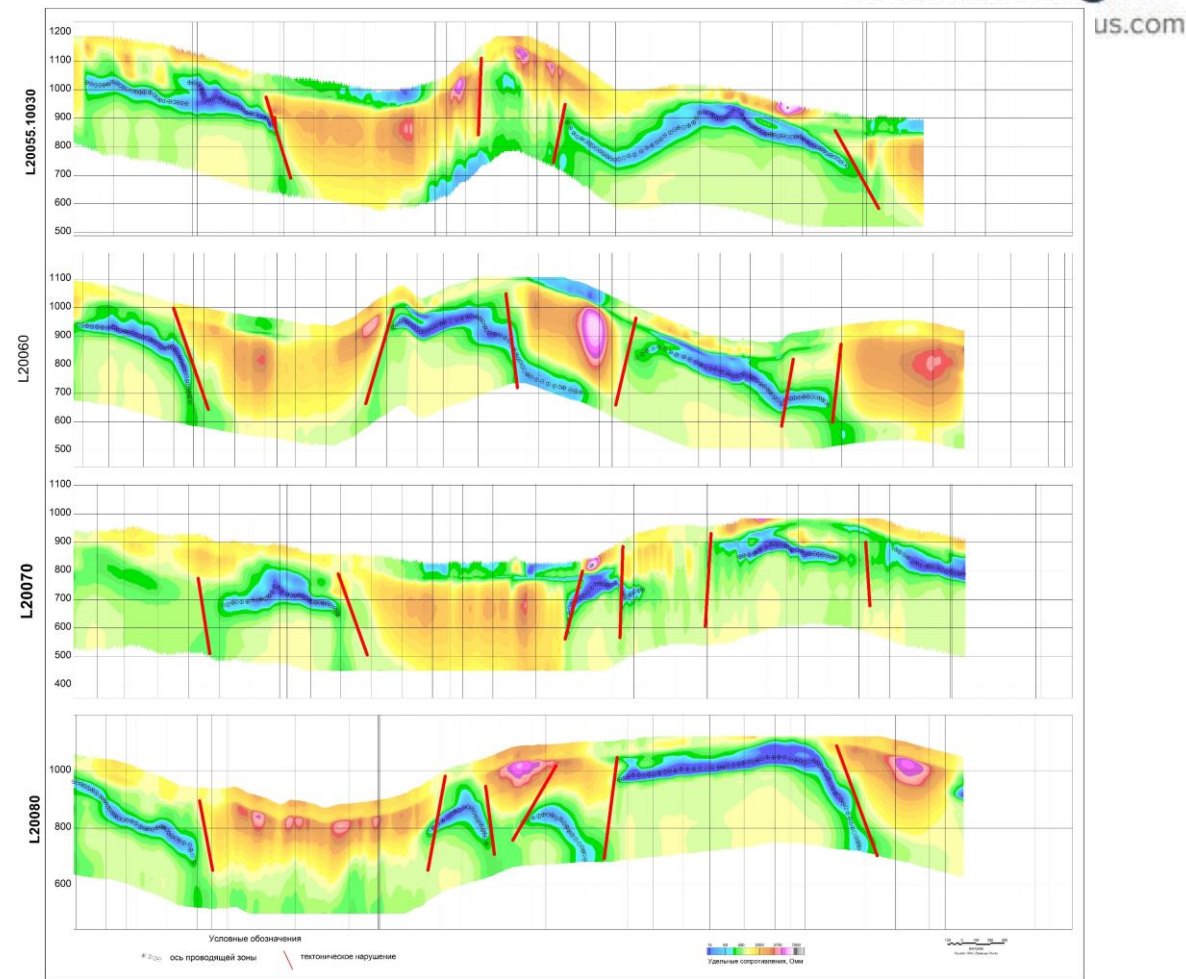 us.com
1200
1100
1000
900
800
700
600
500
L20055.10030
1100
1000
900
800
700
600
500
L20060
1100
1000
900
800
700
600
500
400
L20070
1000
800
600
L20080
Условные обозначения
ось проводящей зоны
тектоническое нарушение
Удельные сопротивления, Омм